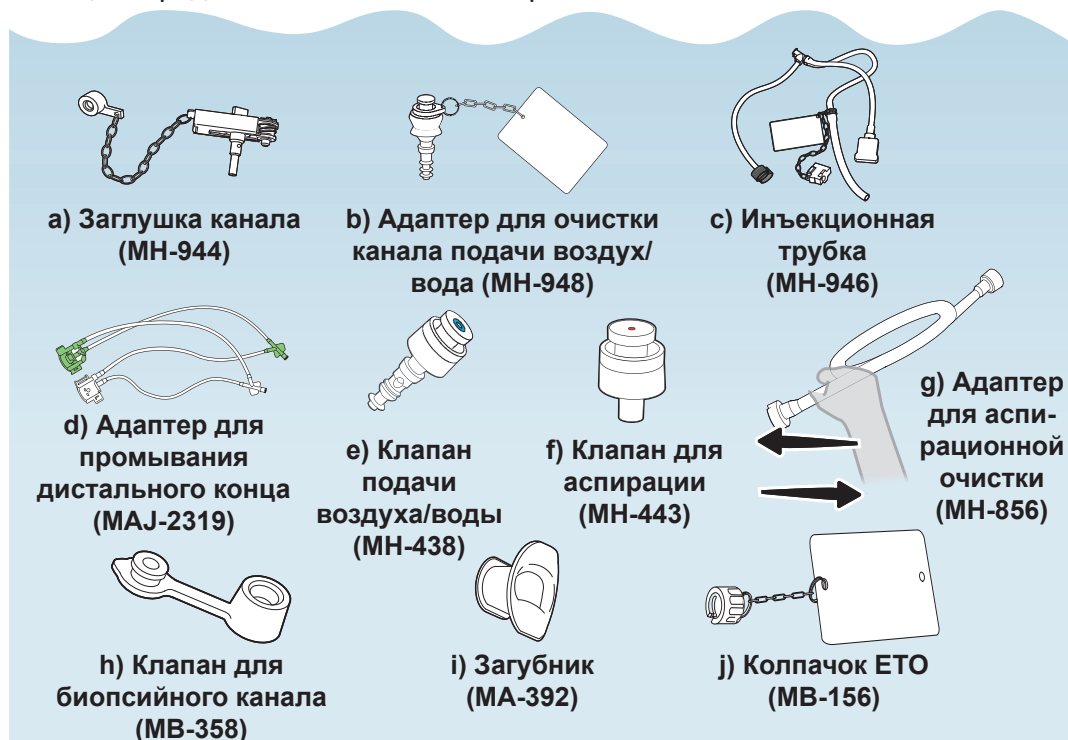 a) Заглушка канала
(MH-944)
b) Адаптер для очистки
канала подачи воздух/
вода (MH-948)
c) Инъекционная
трубка
(MH-946)
d) Адаптер для
промывания
дистального конца
(MAJ-2319)
e) Клапан
подачи
воздуха/воды
(MH-438)
f) Клапан для
аспирации
(MH-443)
g) Адаптер
для аспи-
рационной
очистки
(MH-856)
h) Клапан для
биопсийного канала
(MB-358)
i) Загубник
(MA-392)
j) Колпачок ETO
(MB-156)